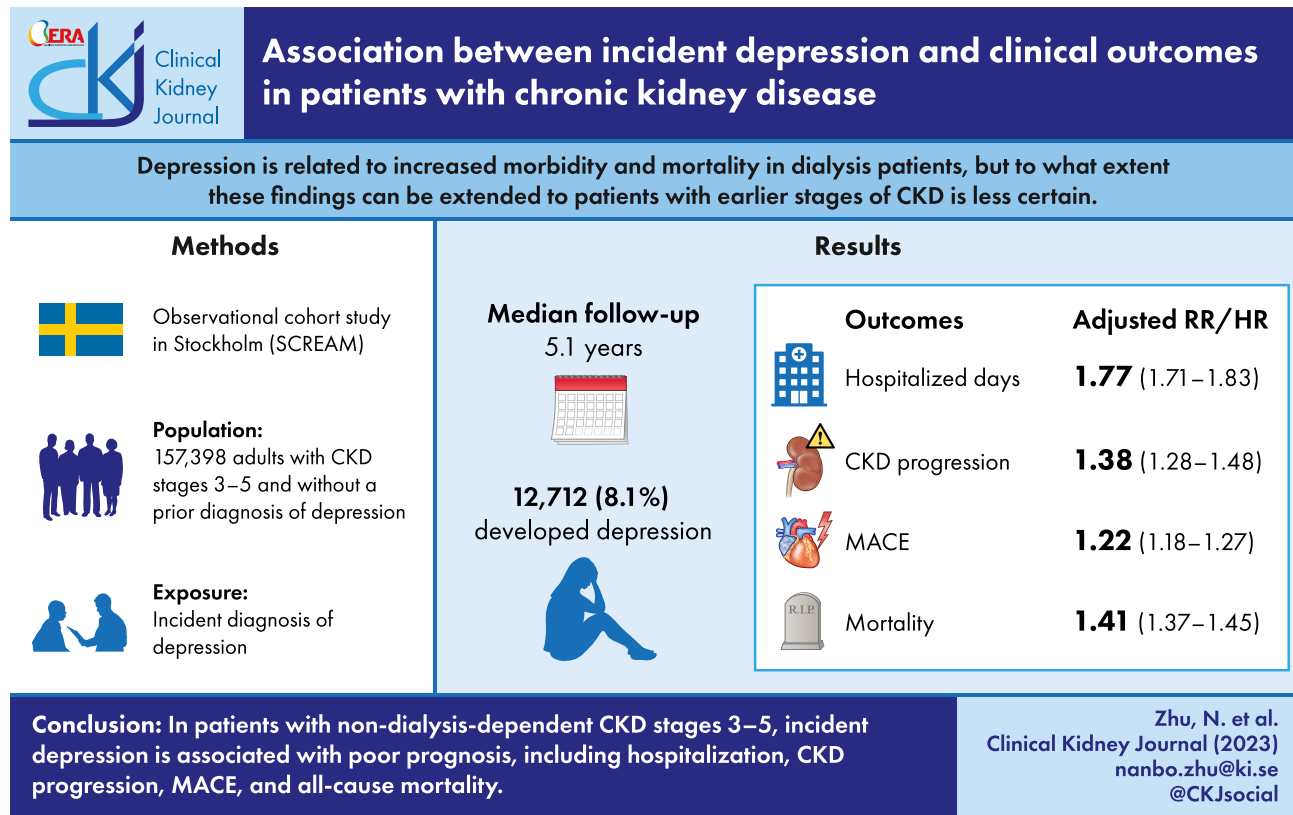 ERA
ckj
Clinical
Kidney
Journal
Association between incident depression and clinical outcomes
in patients with chronic kidney disease
Depression is related to increased morbidity and mortality in dialysis patients, but to what extent
these findings can be extended to patients with earlier stages of CKD is less certain.
Methods
Observational cohort study
in Stockholm (SCREAM)
Population:
157,398 adults with CKD
stages 3–5 and without a
prior diagnosis of depression
Exposure:
Incident diagnosis of
depression
Results
Median follow-up
5.1 years
12,712 (8.1%)
developed depression
Outcomes Adjusted RR/HR
Hospitalized days 1.77 (1.71–1.83)
CKD progression 1.38 (1.28–1.48)
MACE 1.22 (1.18–1.27)
R.I.P.
Mortality 1.41 (1.37–1.45)
Conclusion: In patients with non-dialysis-dependent CKD stages 3–5, incident
depression is associated with poor prognosis, including hospitalization, CKD
progression, MACE, and all-cause mortality.
Zhu, N. et al.
Clinical Kidney Journal (2023)
nanbo.zhu@ki.se
@CKJsocial